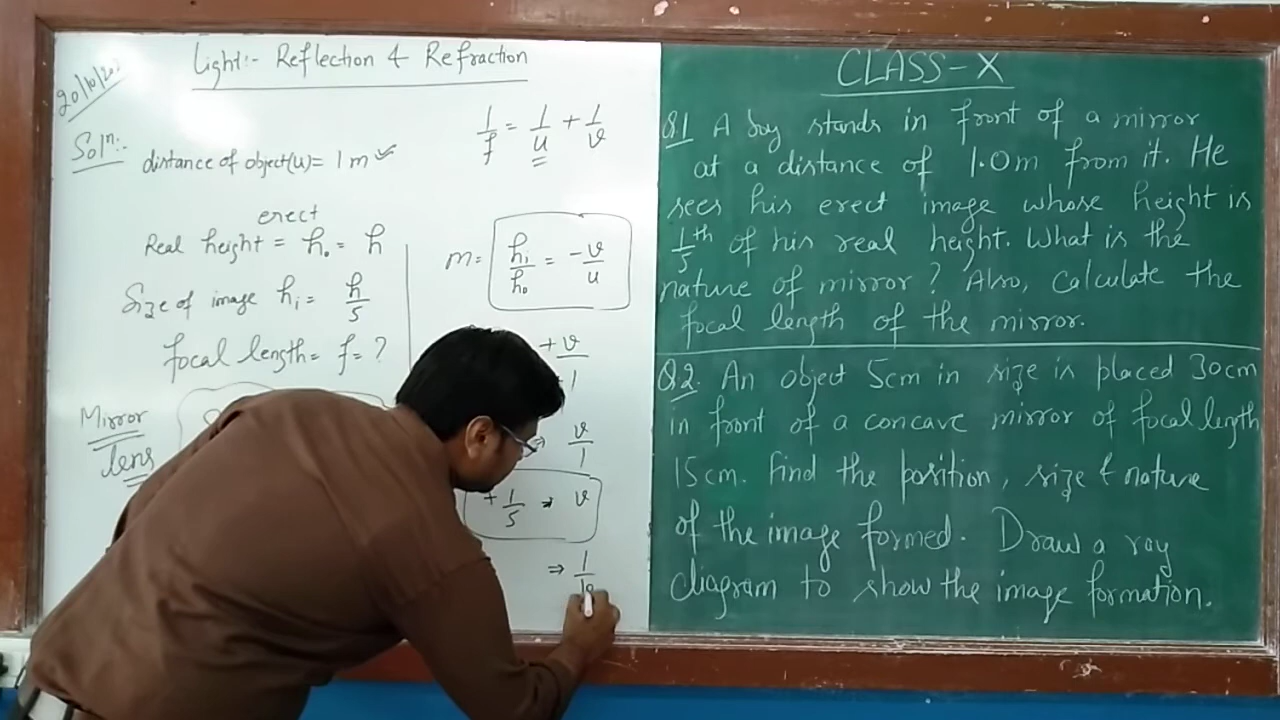 Light:- Reflection & Refraction
20/10/202
Soln:-
distance of object(u)= 1 m ✓
1/f = 1/u + 1/v
erect
Real height = h₀ = h
Size of image hᵢ = h/5
focal length = f = ?
Mirror
lens
m = hᵢ/h₀ = -v/u
+v
1
⇒ v/1
+ 1/5 ⇒ v
⇒ 1
CLASS-X
Q.1 A boy stands in front of a mirror
at a distance of 1.0m from it. He
sees his erect image whose height is
1/5th of his real height. What is the
nature of mirror? Also, Calculate the
focal length of the mirror.
Q.2. An object 5cm in size is placed 30cm
in front of a concave mirror of focal length
15cm. Find the position, size & nature
of the image formed. Draw a ray
diagram to show the image formation.